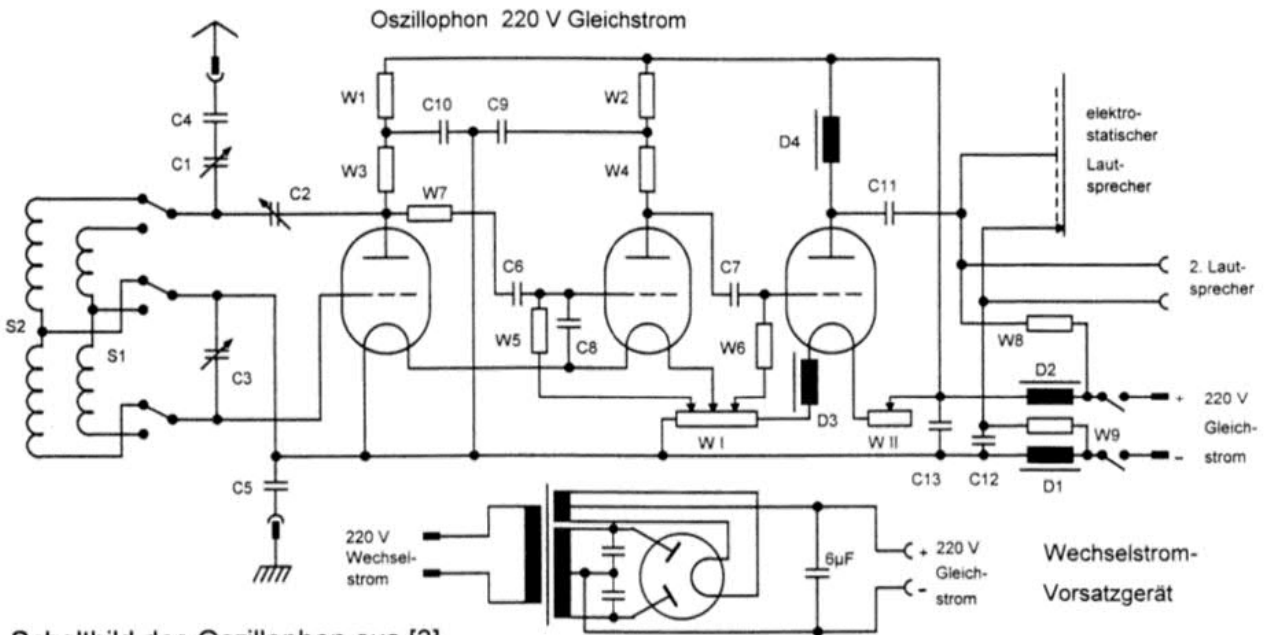 Oszillophon 220 V Gleichstrom
W1
C10
C9
W2
C4
C1
W3
W4
D4
elektro-
statischer
Laut-
sprecher
C2
W7
C11
C6
C7
2. Laut-
sprecher
S2
S1
C3
W5
C8
W6
W8
D3
D2
+ 220 V
Gleich-
- strom
W I
W II
W9
C5
C13
C12
D1
220 V
Wechsel-
strom
6µF
+ 220 V
Gleich-
- strom
Wechselstrom-
Vorsatzgerät